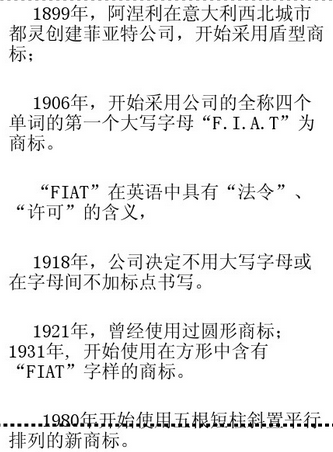 1899年，阿涅利在意大利西北城市
都灵创建菲亚特公司，开始采用盾型商
标；
1906年，开始采用公司的全称四个
单词的第一个大写字母“F.I.A.T”为
商标。
“FIAT”在英语中具有“法令”、
“许可”的含义，
1918年，公司决定不用大写字母或
在字母间不加标点书写。
1921年，曾经使用过圆形商标；
1931年，开始使用在方形中含有
“FIAT”字样的商标。
1980年开始使用五根短柱斜置平行
排列的新商标。